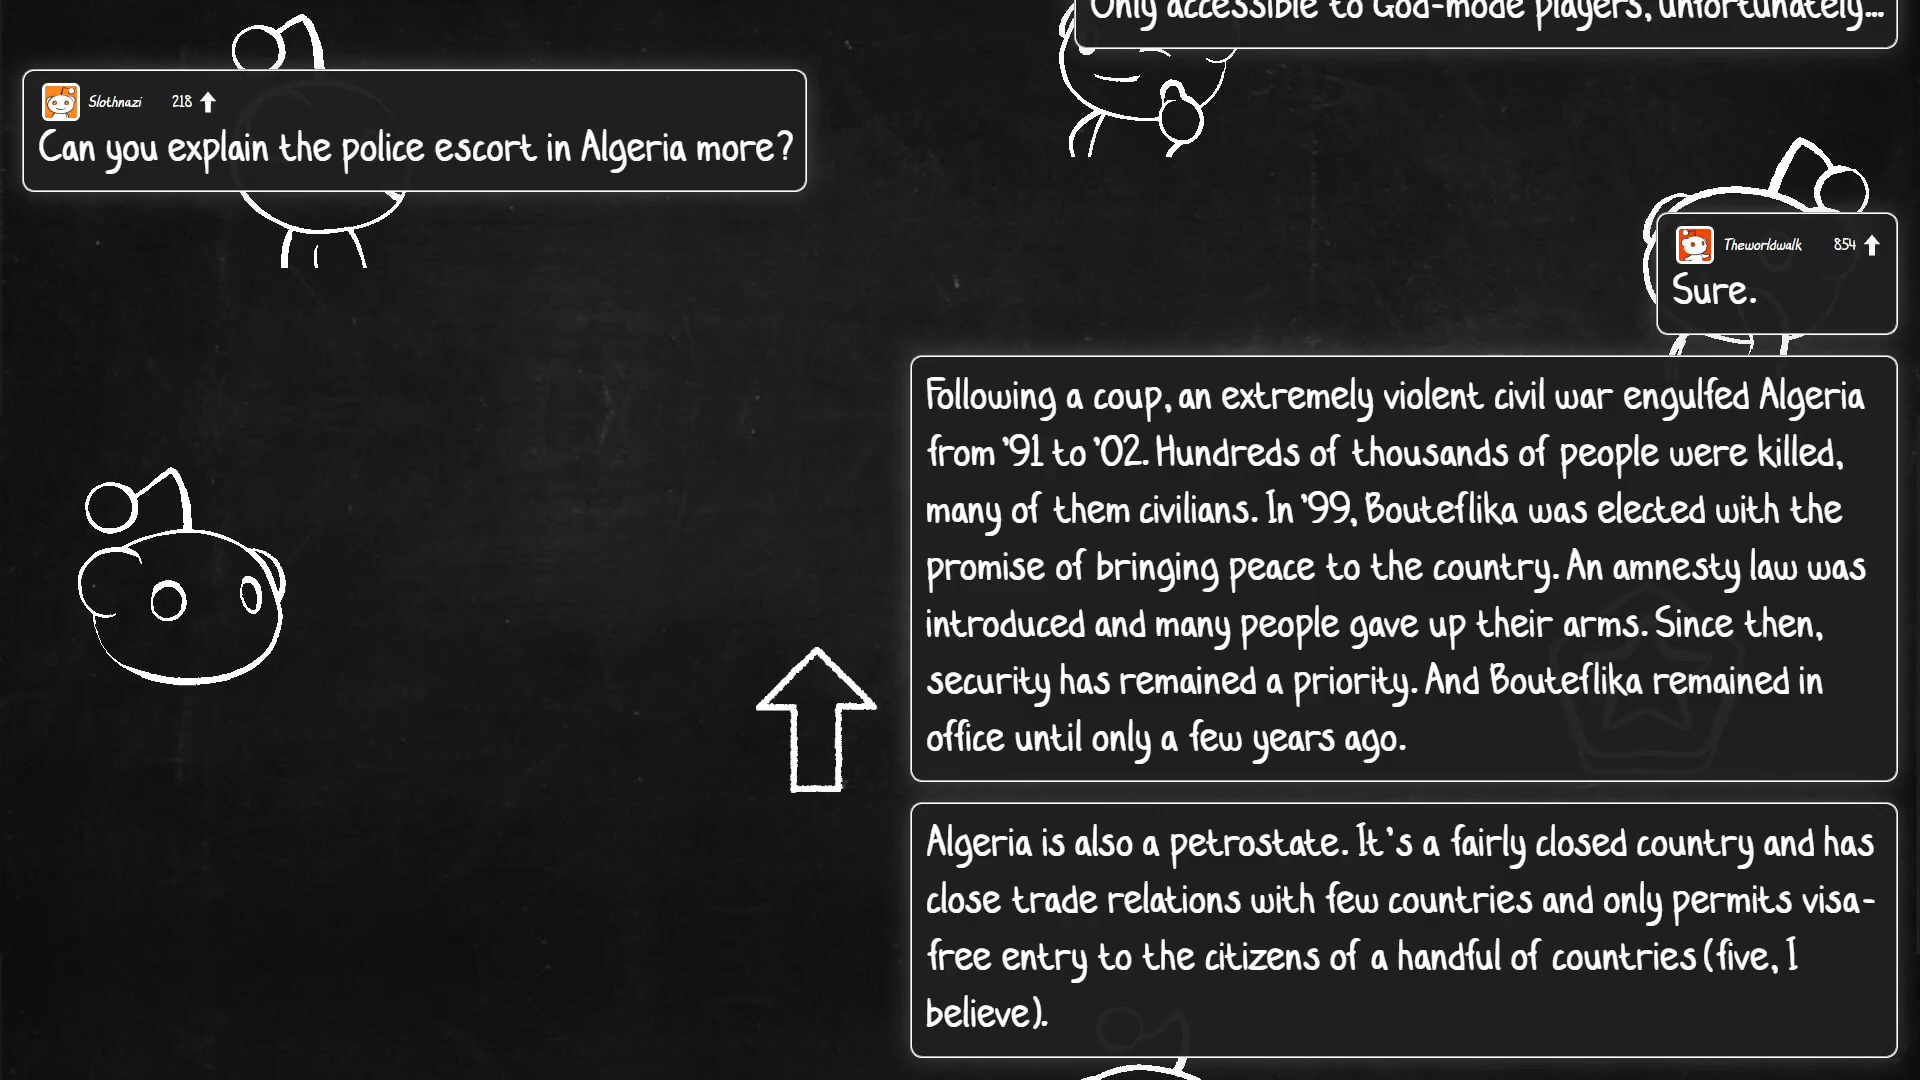 Only accessible to God-mode players, unfortunately...
Slothnazi 218
Can you explain the police escort in Algeria more?
Theworldwalk 854
Sure.
Following a coup, an extremely violent civil war engulfed Algeria
from '91 to '02. Hundreds of thousands of people were killed,
many of them civilians. In '99, Bouteflika was elected with the
promise of bringing peace to the country. An amnesty law was
introduced and many people gave up their arms. Since then,
security has remained a priority. And Bouteflika remained in
office until only a few years ago.
Algeria is also a petrostate. It's a fairly closed country and has
close trade relations with few countries and only permits visa-
free entry to the citizens of a handful of countries (five, I
believe).